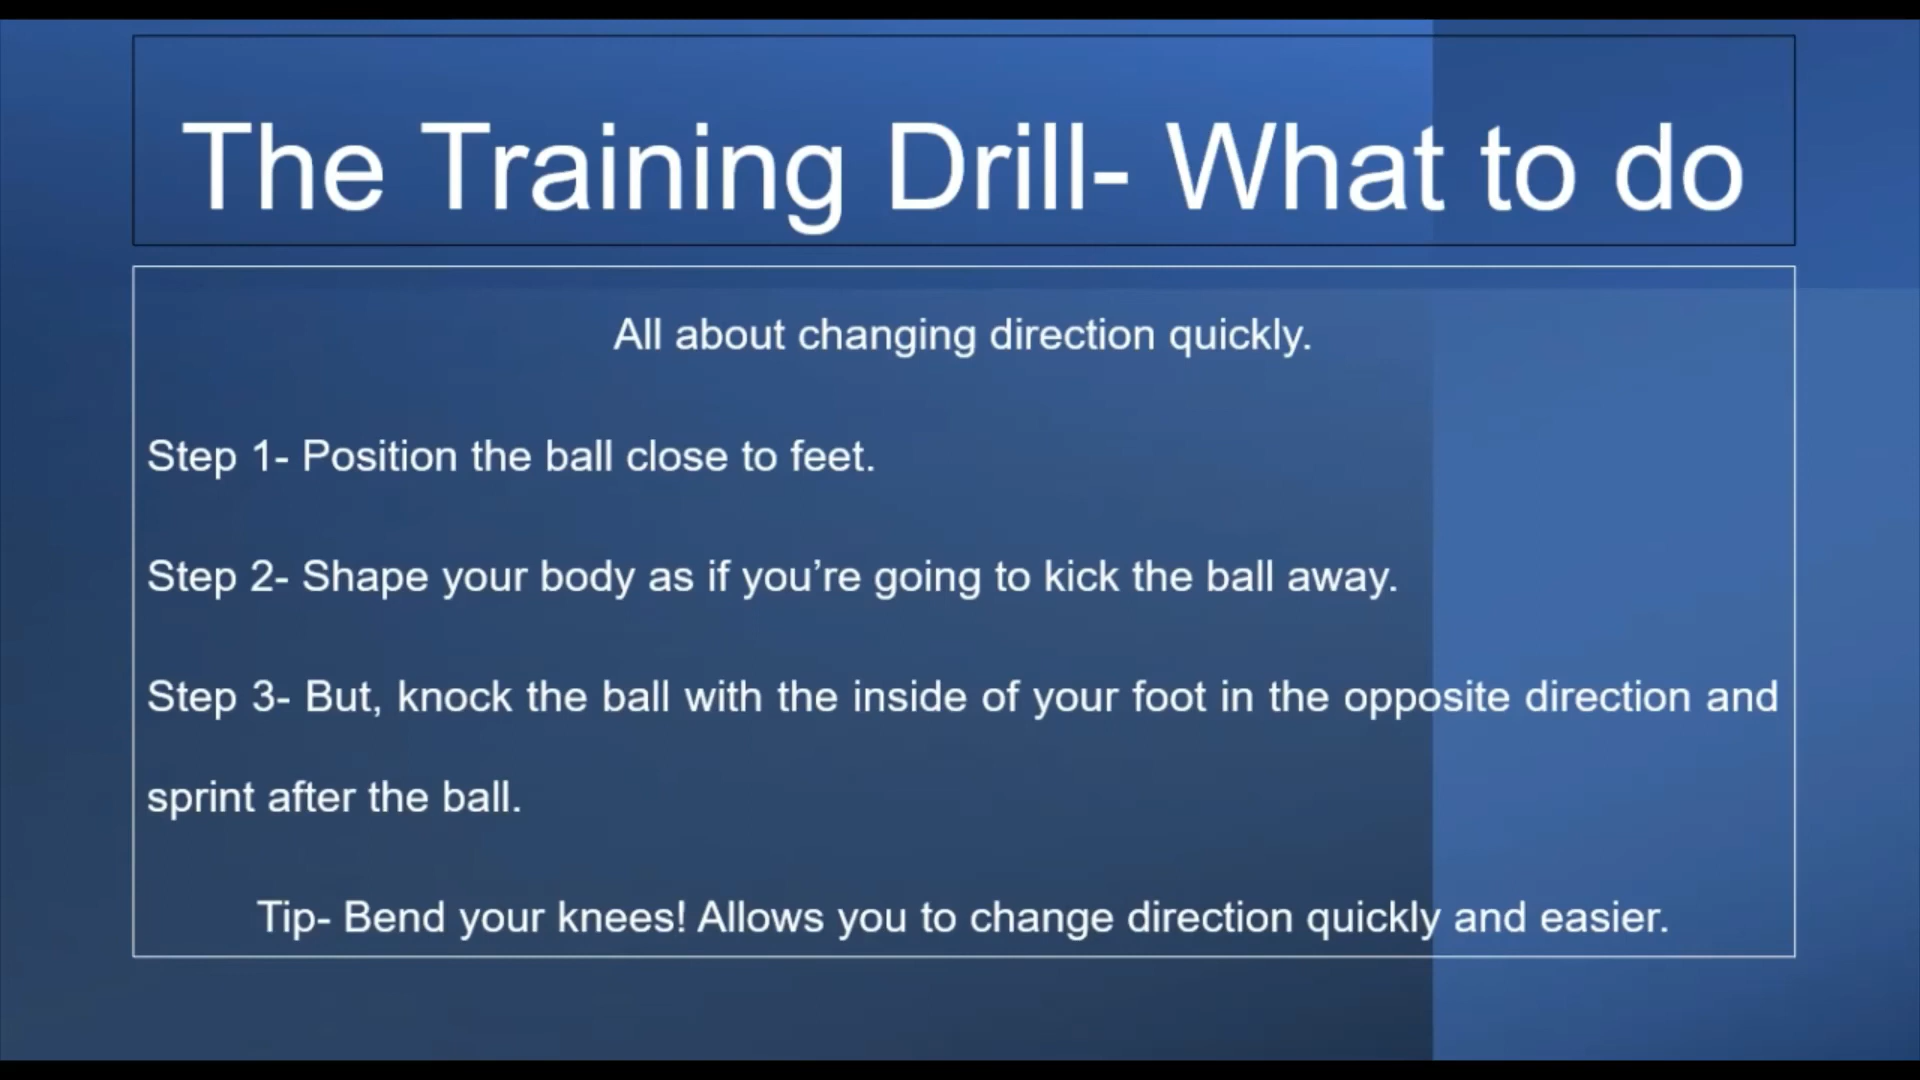 The Training Drill- What to do
All about changing direction quickly.
Step 1- Position the ball close to feet.
Step 2- Shape your body as if you’re going to kick the ball away.
Step 3- But, knock the ball with the inside of your foot in the opposite direction and
sprint after the ball.
Tip- Bend your knees! Allows you to change direction quickly and easier.